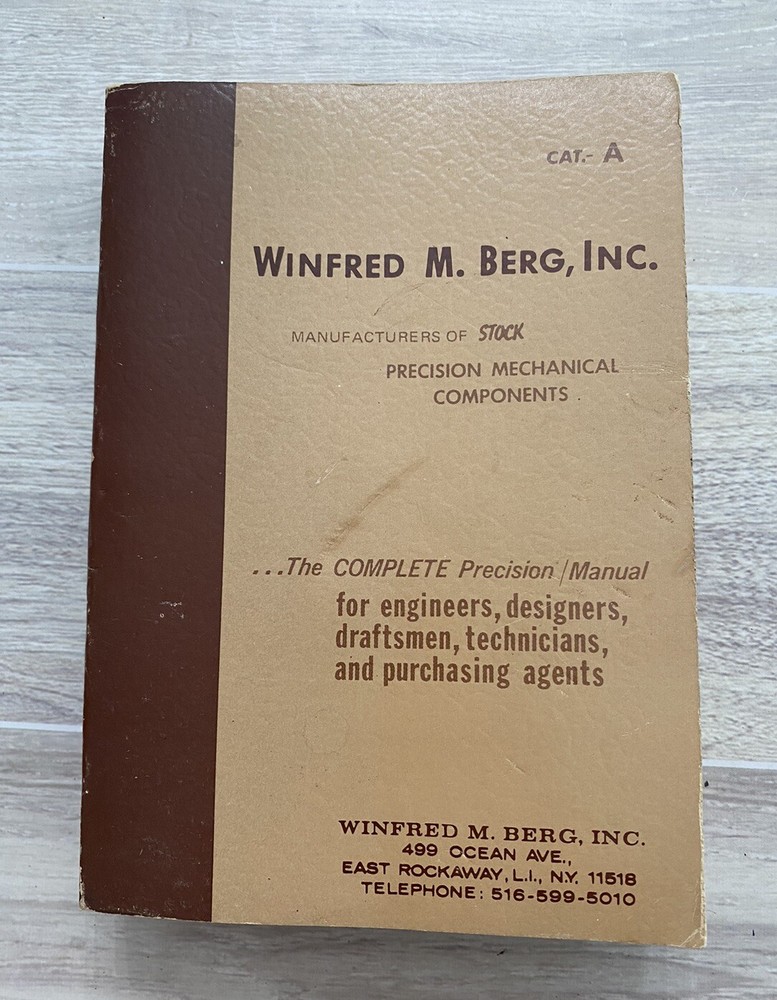 CAT.- A
WINFRED M. BERG, INC.
MANUFACTURERS OF STOCK
PRECISION MECHANICAL
COMPONENTS
...The COMPLETE Precision/Manual
for engineers, designers,
draftsmen, technicians,
and purchasing agents
WINFRED M. BERG, INC.
499 OCEAN AVE.,
EAST ROCKAWAY, L.I., N.Y. 11518
TELEPHONE: 516-599-5010